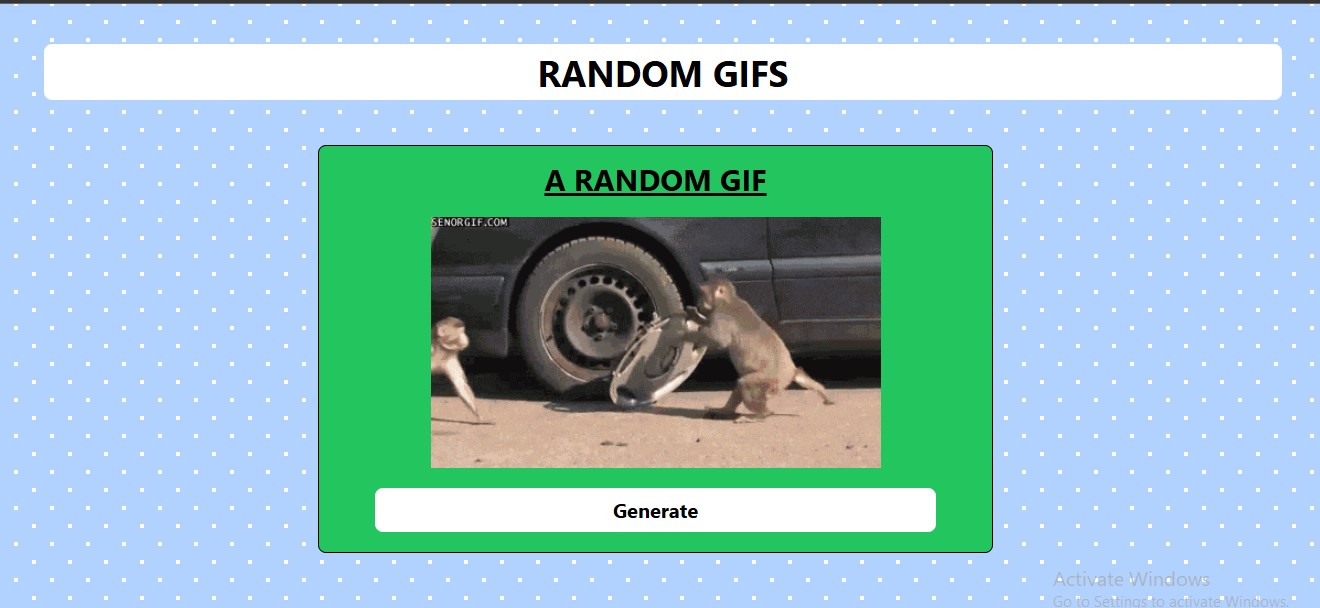 RANDOM GIFS
A RANDOM GIF
SENORGIF.COM
Generate
Activate Windows
Go to Settings to activate Windows.